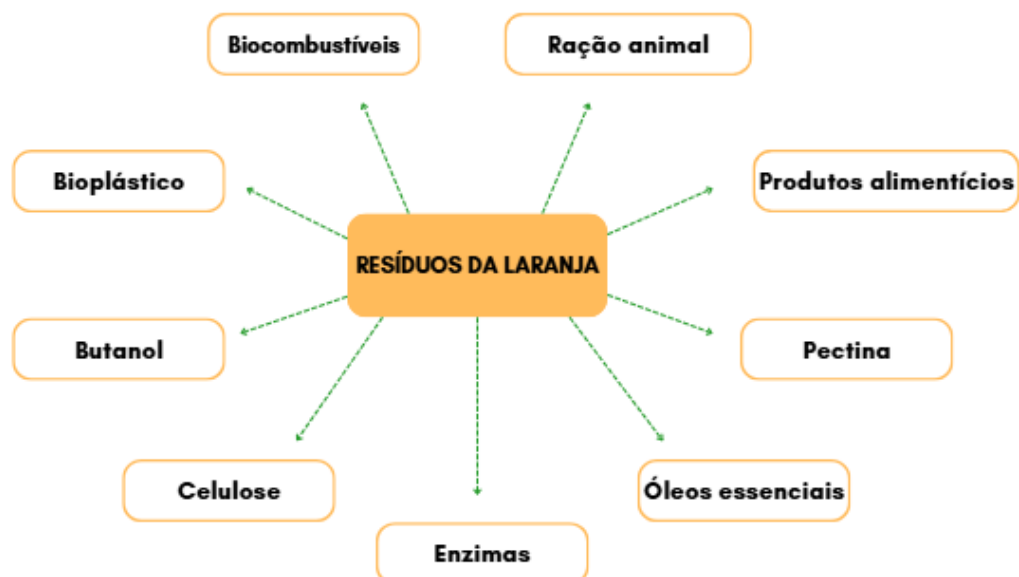 Biocombustíveis
Ração animal
Bioplástico
Produtos alimentícios
RESÍDUOS DA LARANJA
Butanol
Pectina
Celulose
Óleos essenciais
Enzimas